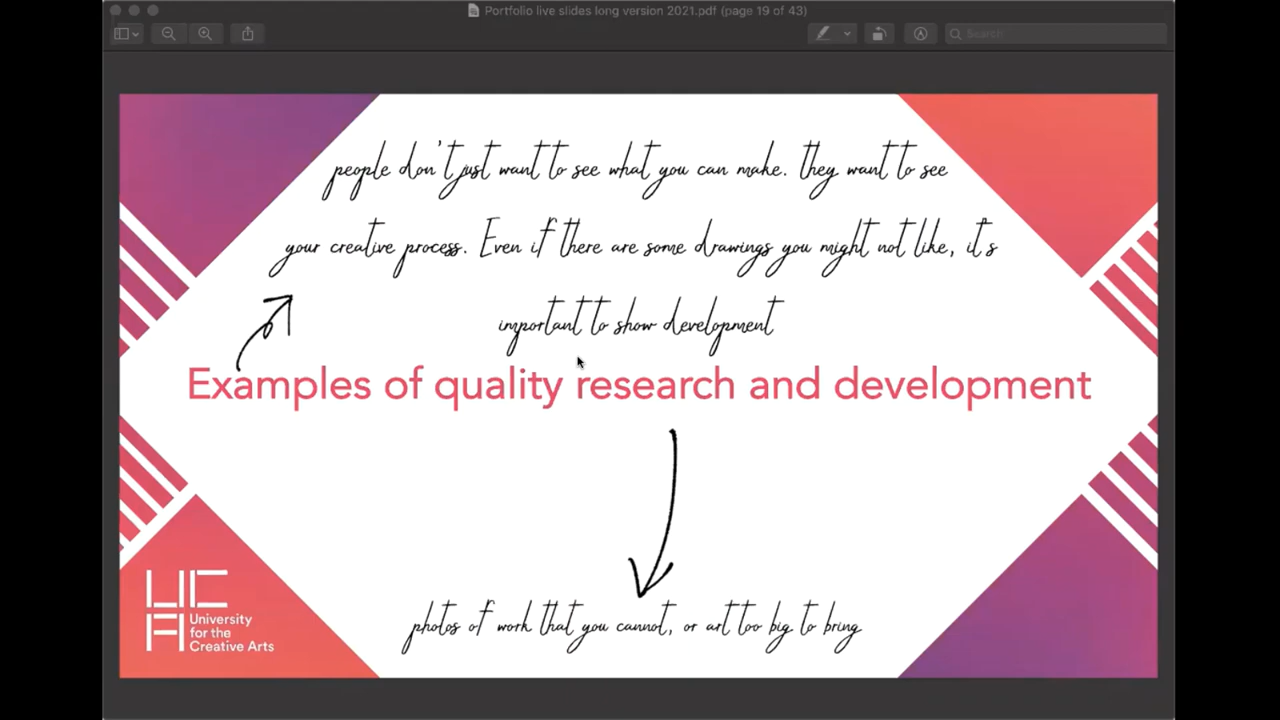 Portfolio live slides long version 2021.pdf (page 19 of 43)
Search
people don't just want to see what you can make. they want to see
your creative process. Even if there are some drawings you might not like, it's
important to show development
Examples of quality research and development
photos of work that you cannot, or art too big to bring
UCA
University
for the
Creative Arts